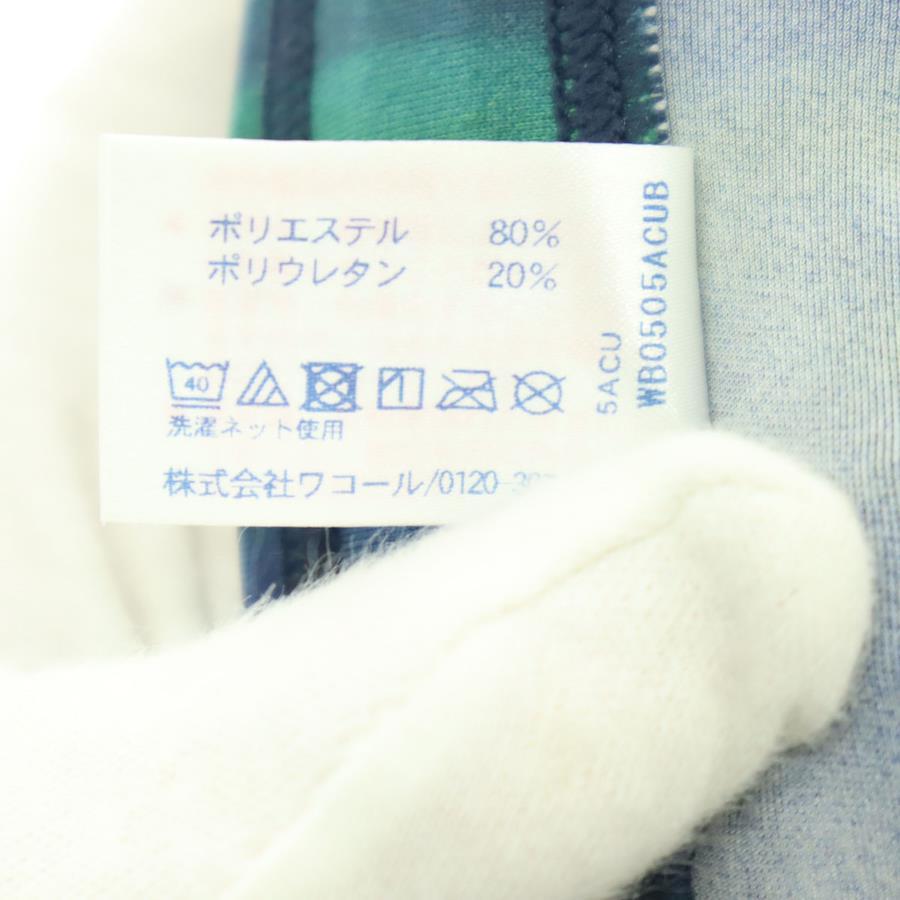 ポリエステル 80%
ポリウレタン 20%
40
洗濯ネット使用
株式会社ワコール/0120-
5ACU
WB0505ACUB